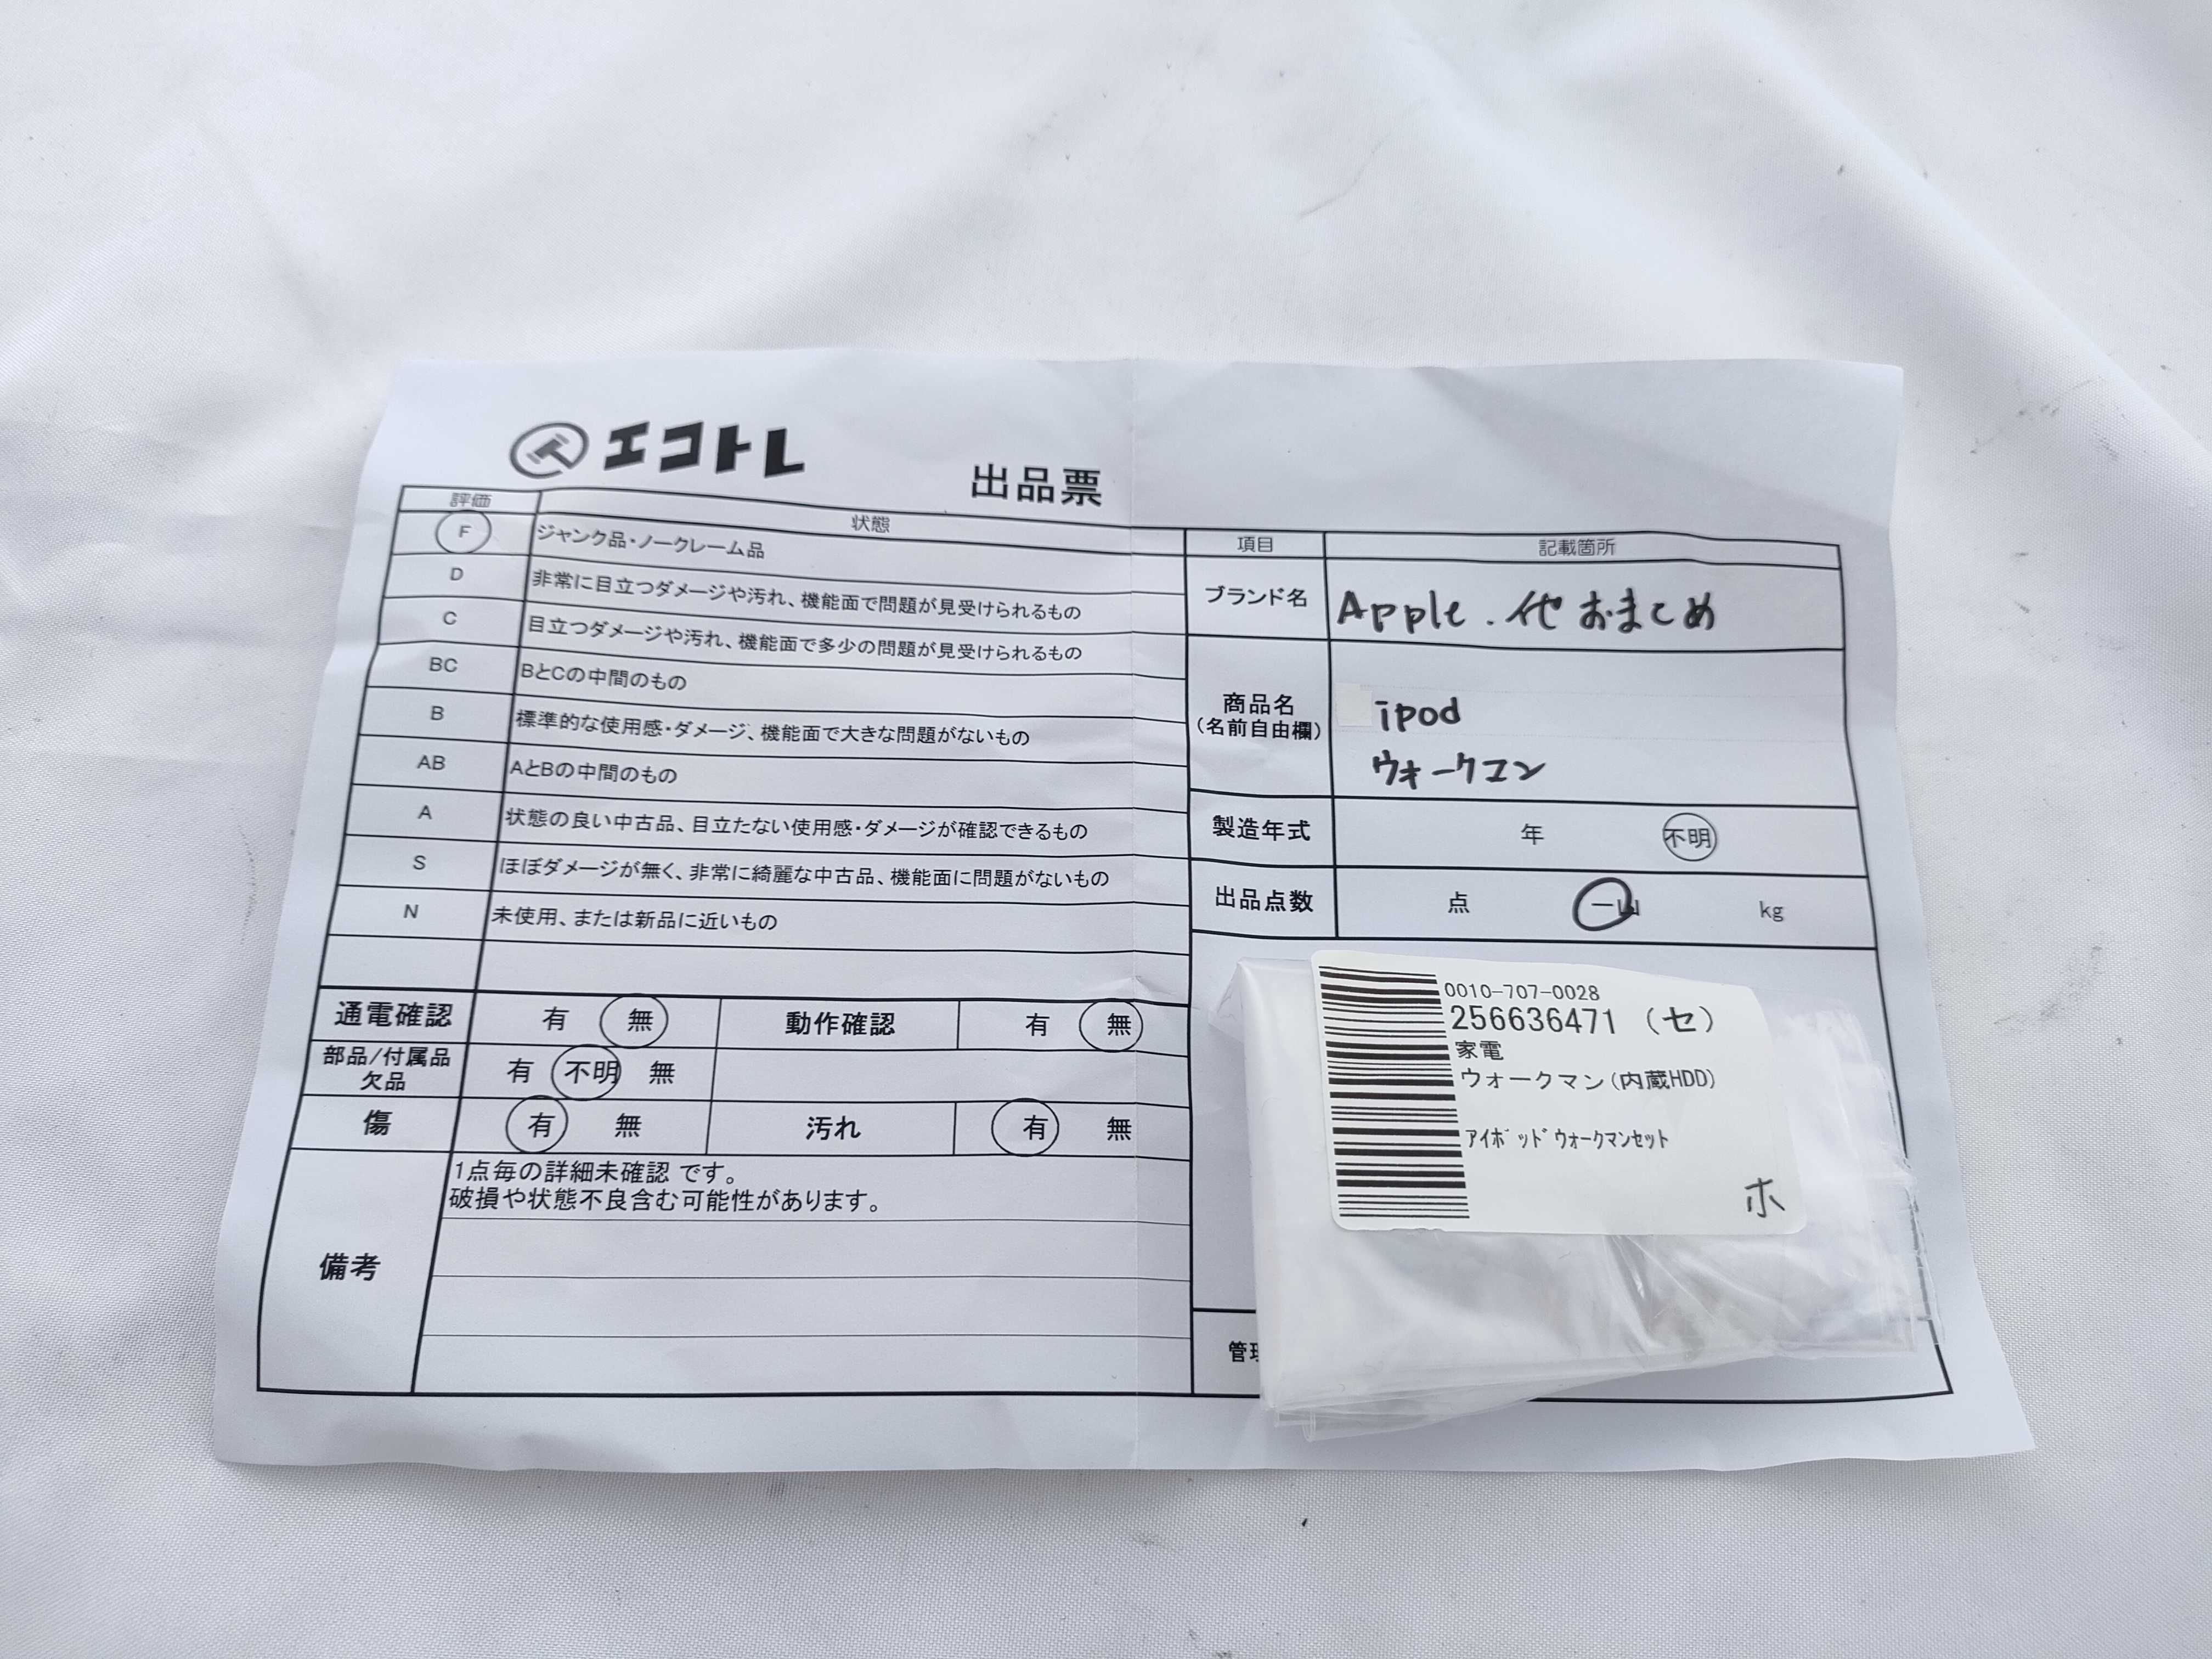 エコトレ
出品票
評価 状態
F ジャンク品・ノークレーム品
D 非常に目立つダメージや汚れ、機能面で問題が見受けられるもの
C 目立つダメージや汚れ、機能面で多少の問題が見受けられるもの
BC BとCの中間のもの
B 標準的な使用感・ダメージ、機能面で大きな問題がないもの
AB AとBの中間のもの
A 状態の良い中古品、目立たない使用感・ダメージが確認できるもの
S ほぼダメージが無く、非常に綺麗な中古品、機能面に問題がないもの
N 未使用、または新品に近いもの
通電確認 有 無 動作確認 有 無
部品/付属品 欠品 有 不明 無
傷 有 無 汚れ 有 無
備考
1点毎の詳細未確認 です。
破損や状態不良含む可能性があります。
項目 記載箇所
ブランド名 Apple.他おまとめ
商品名
(名前自由欄)
ipod
ウォークマン
製造年式 年 不明
出品点数 点 一山 kg
0010-707-0028
256636471 (セ)
家電
ウォークマン(内蔵HDD)
アイポッドウォークマンセット
ホ
管理